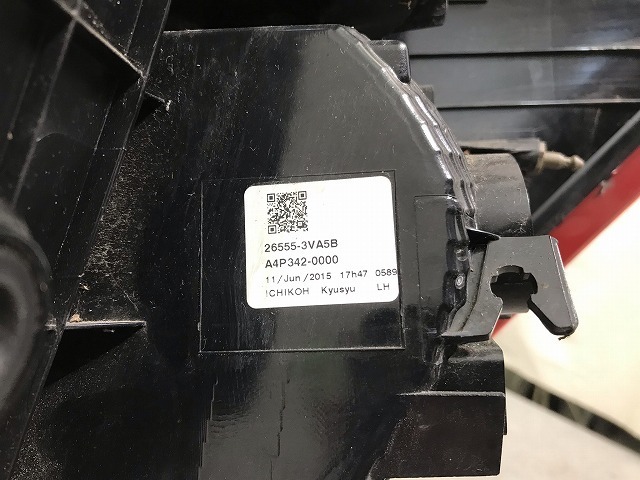 26555-3VA5B
A4P342-0000
11/Jun/2015 17h47 0589
ICHIKOH Kyusyu LH